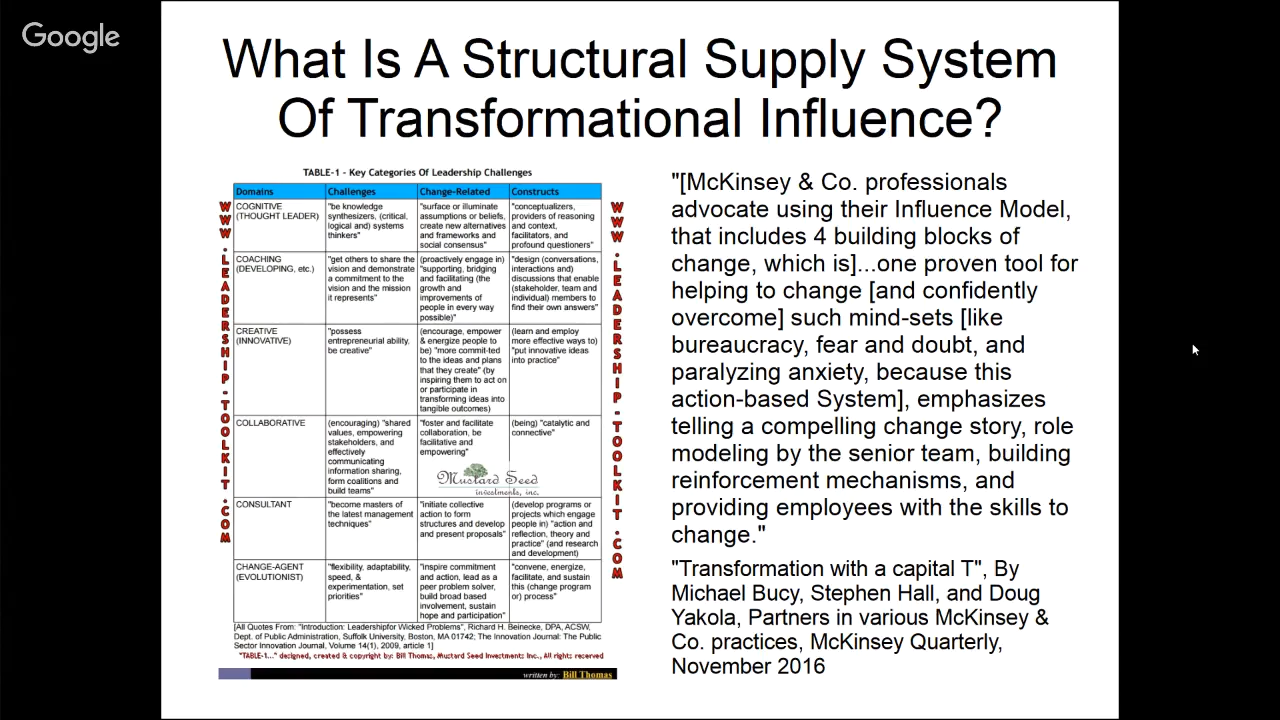 Google
What Is A Structural Supply System
Of Transformational Influence?
TABLE-1 - Key Categories Of Leadership Challenges
Domains
Challenges
Change-Related
Constructs
COGNITIVE
(THOUGHT LEADER)
"be knowledge
synthesizers, (critical,
logical and) systems
thinkers"
"surface or illuminate
assumptions or beliefs,
create new alternatives
and frameworks and
social consensus"
"conceptualizers,
providers of reasoning
and context,
facilitators, and
profound questioners"
COACHING
(DEVELOPING, etc.)
"get others to share the
vision and demonstrate
a commitment to the
vision and the mission
it represents"
(proactively engage in)
"supporting, bridging
and facilitating (the
growth and
improvements of
people in every way
possible)"
"design (conversations,
interactions and)
discussions that enable
(stakeholder, team and
individual) members to
find their own answers"
CREATIVE
(INNOVATIVE)
"possess
entrepreneurial ability,
be creative"
(encourage, empower
& energize people to
be) "more commit-ted
to the ideas and plans
that they create" (by
inspiring them to act on
or participate in
transforming ideas into
tangible outcomes)
(learn and employ
more effective ways to)
"put innovative ideas
into practice"
COLLABORATIVE
(encouraging) "shared
values, empowering
stakeholders, and
effectively
communicating
information sharing,
form coalitions and
build teams"
"foster and facilitate
collaboration, be
facilitative and
empowering"
(being) "catalytic and
connective"
Mustard Seed
investments, inc.
CONSULTANT
"become masters of
the latest management
techniques"
"initiate collective
action to form
structures and develop
and present proposals"
(develop programs or
projects which engage
people in) "action and
reflection, theory and
practice" (and research
and development)
CHANGE-AGENT
(EVOLUTIONIST)
"flexibility, adaptability,
speed, &
experimentation, set
priorities"
"inspire commitment
and action, lead as a
peer problem solver,
build broad based
involvement, sustain
hope and participation"
"convene, energize,
facilitate, and sustain
this (change program
or) process"
WWW.LEADERSHIP-TOOLKIT.COM
WWW.LEADERSHIP-TOOLKIT.COM
[All Quotes From: "Introduction: Leadershipfor Wicked Problems", Richard H. Beinecke, DPA, ACSW,
Dept. of Public Administration, Suffolk University, Boston, MA 01742; The Innovation Journal: The Public
Sector Innovation Journal, Volume 14(1), 2009, article 1]
"TABLE-1..." designed, created & copyright by: Bill Thomas, Mustard Seed Investments Inc., All rights reserved
written by: Bill Thomas
"[McKinsey & Co. professionals
advocate using their Influence Model,
that includes 4 building blocks of
change, which is]...one proven tool for
helping to change [and confidently
overcome] such mind-sets [like
bureaucracy, fear and doubt, and
paralyzing anxiety, because this
action-based System], emphasizes
telling a compelling change story, role
modeling by the senior team, building
reinforcement mechanisms, and
providing employees with the skills to
change."
"Transformation with a capital T", By
Michael Bucy, Stephen Hall, and Doug
Yakola, Partners in various McKinsey &
Co. practices, McKinsey Quarterly,
November 2016